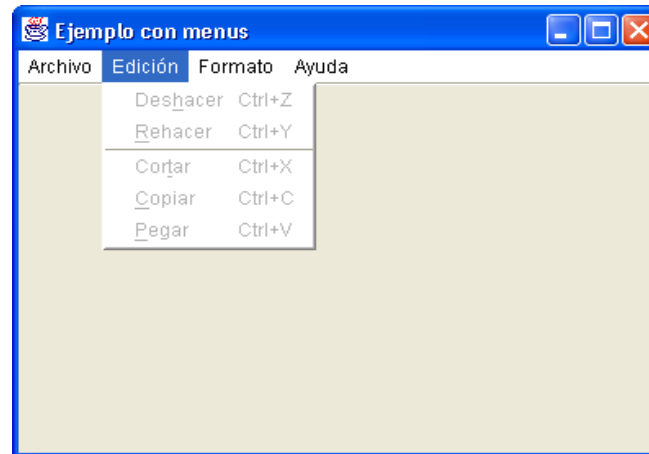 Ejemplo con menus
Archivo Edición Formato Ayuda
Deshacer Ctrl+Z
Rehacer Ctrl+Y
Cortar Ctrl+X
Copiar Ctrl+C
Pegar Ctrl+V